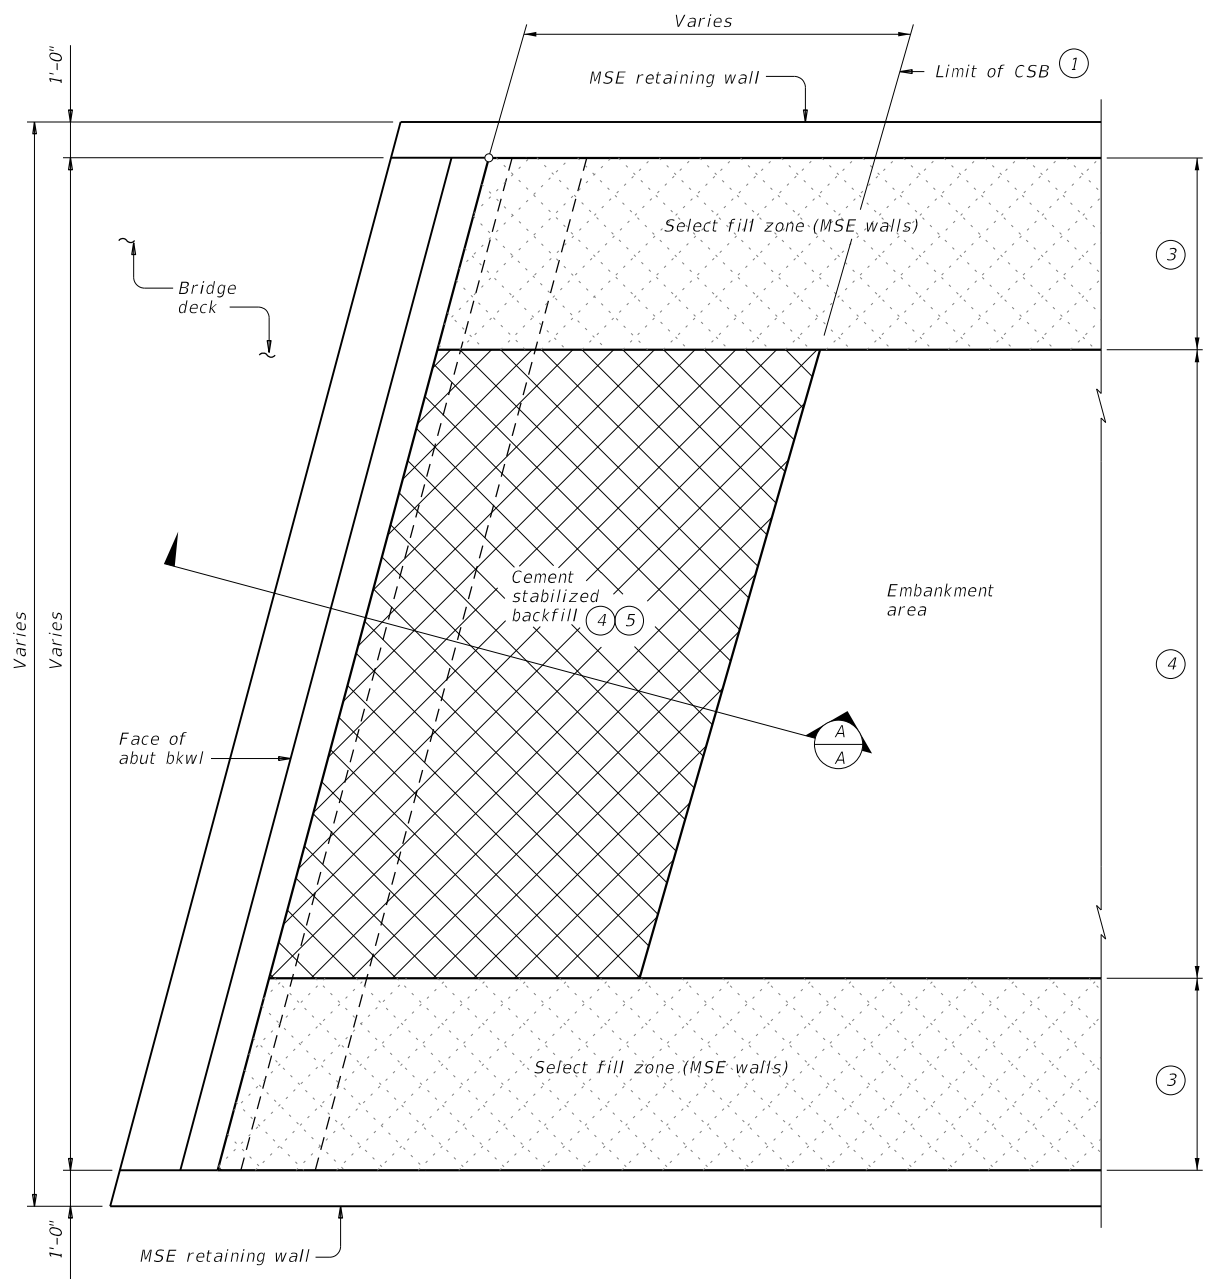 Varies
1'-0"
MSE retaining wall
Limit of CSB 1
Select fill zone (MSE walls)
3
Bridge
deck
Cement
stabilized
backfill 4 5
Embankment
area
Varies
Varies
4
A
A
Face of
abut bkwl
Select fill zone (MSE walls)
3
1'-0"
MSE retaining wall